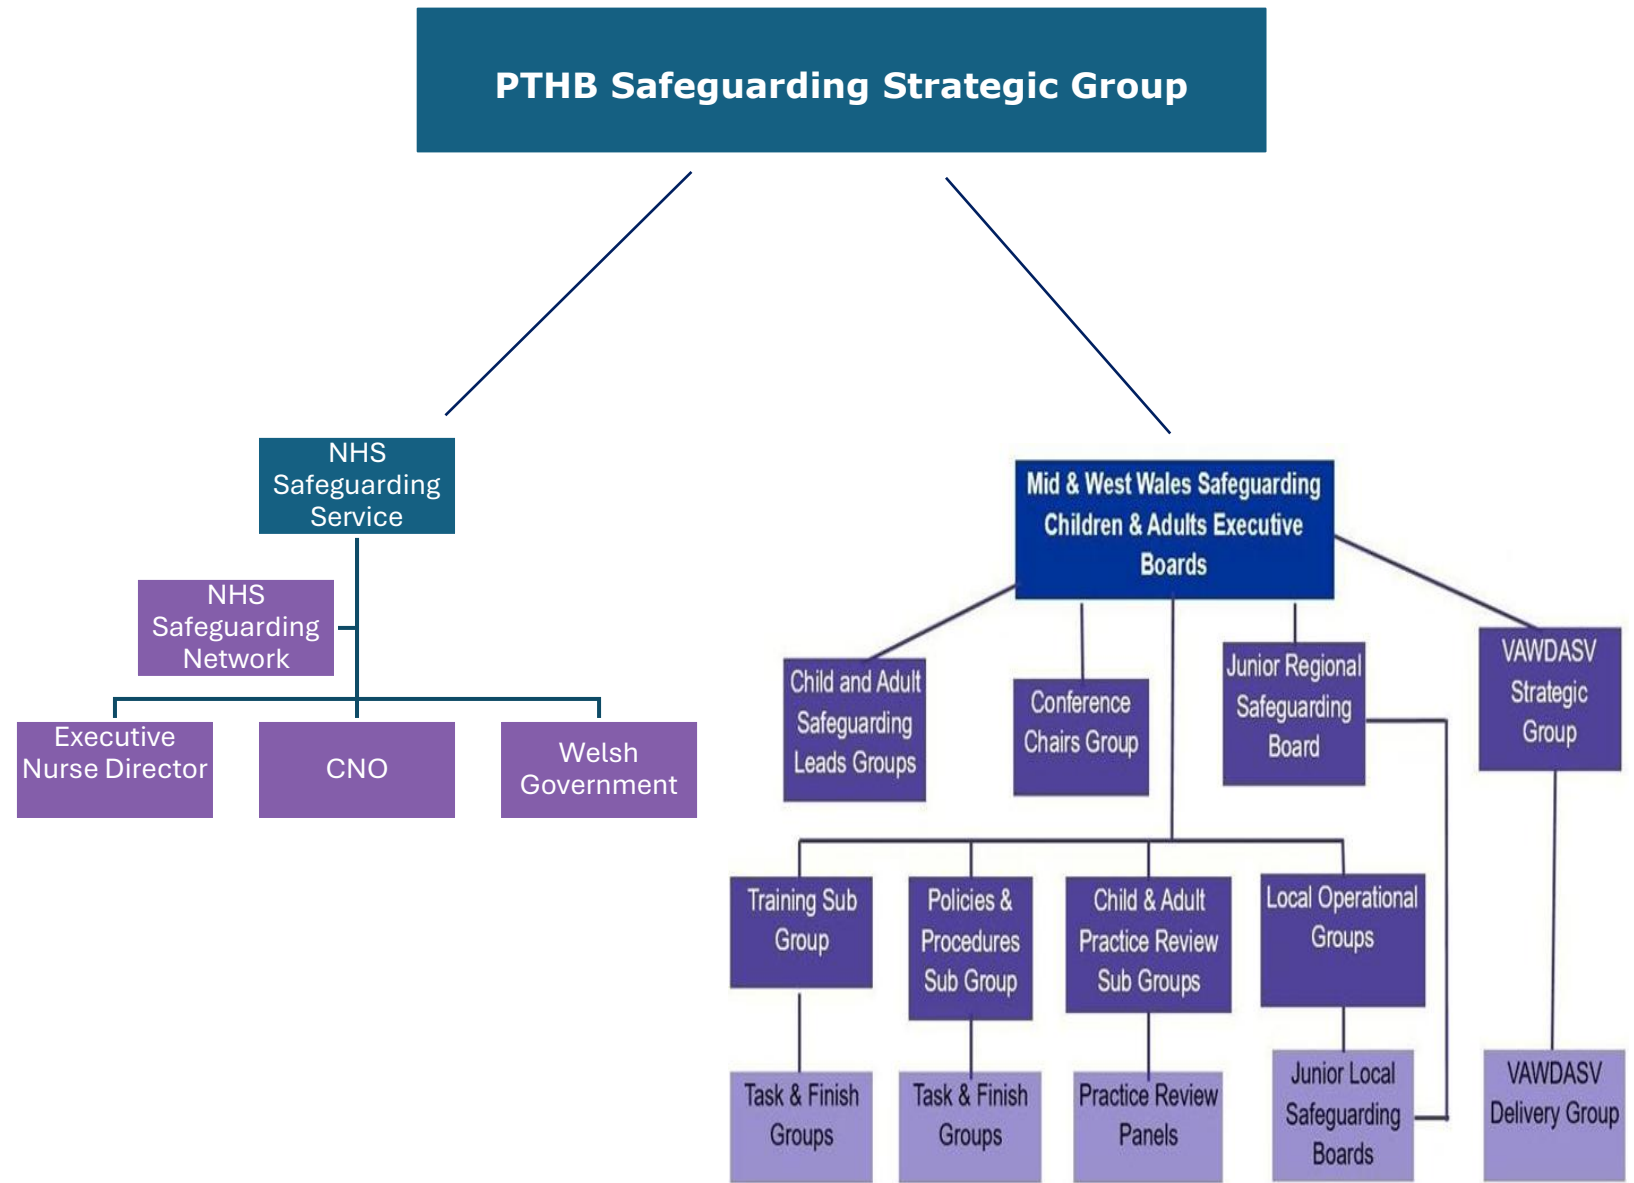 PTHB Safeguarding Strategic Group
NHS
Safeguarding
Service
NHS
Safeguarding
Network
Executive
Nurse Director
CNO
Welsh
Government
Mid & West Wales Safeguarding
Children & Adults Executive
Boards
Child and Adult
Safeguarding
Leads Groups
Conference
Chairs Group
Junior Regional
Safeguarding
Board
VAWDASV
Strategic
Group
Training Sub
Group
Policies &
Procedures
Sub Group
Child & Adult
Practice Review
Sub Groups
Local Operational
Groups
Task & Finish
Groups
Task & Finish
Groups
Practice Review
Panels
Junior Local
Safeguarding
Boards
VAWDASV
Delivery Group